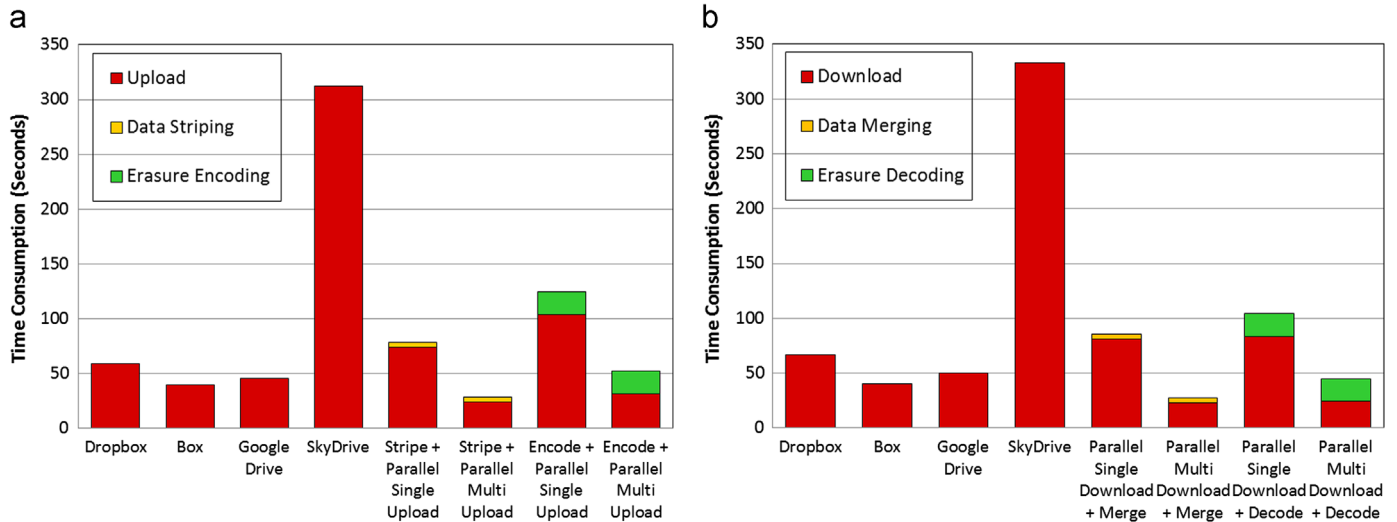 a
Time Consumption (Seconds)
350
300
250
200
150
100
50
0
Upload
Data Striping
Erasure Encoding
Dropbox
Box
Google
Drive
SkyDrive
Stripe +
Parallel
Single
Upload
Stripe +
Parallel
Multi
Upload
Encode +
Parallel
Single
Upload
Encode +
Parallel
Multi
Upload
b
Time Consumption (Seconds)
350
300
250
200
150
100
50
0
Download
Data Merging
Erasure Decoding
Dropbox
Box
Google
Drive
SkyDrive
Parallel
Single
Download
+ Merge
Parallel
Multi
Download
+ Merge
Parallel
Single
Download
+ Decode
Parallel
Multi
Download
+ Decode